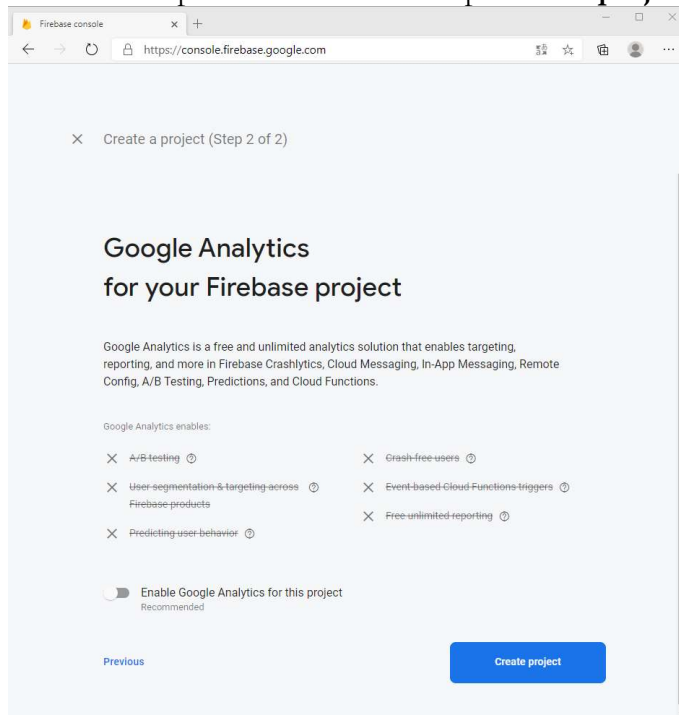 Firebase console
https://console.firebase.google.com
Create a project (Step 2 of 2)
Google Analytics
for your Firebase project
Google Analytics is a free and unlimited analytics solution that enables targeting,
reporting, and more in Firebase Crashlytics, Cloud Messaging, In-App Messaging, Remote
Config, A/B Testing, Predictions, and Cloud Functions.
Google Analytics enables:
A/B testing
Crash-free users
User segmentation & targeting across
Firebase products
Event-based Cloud Functions triggers
Predicting user behavior
Free unlimited reporting
Enable Google Analytics for this project
Recommended
Previous
Create project